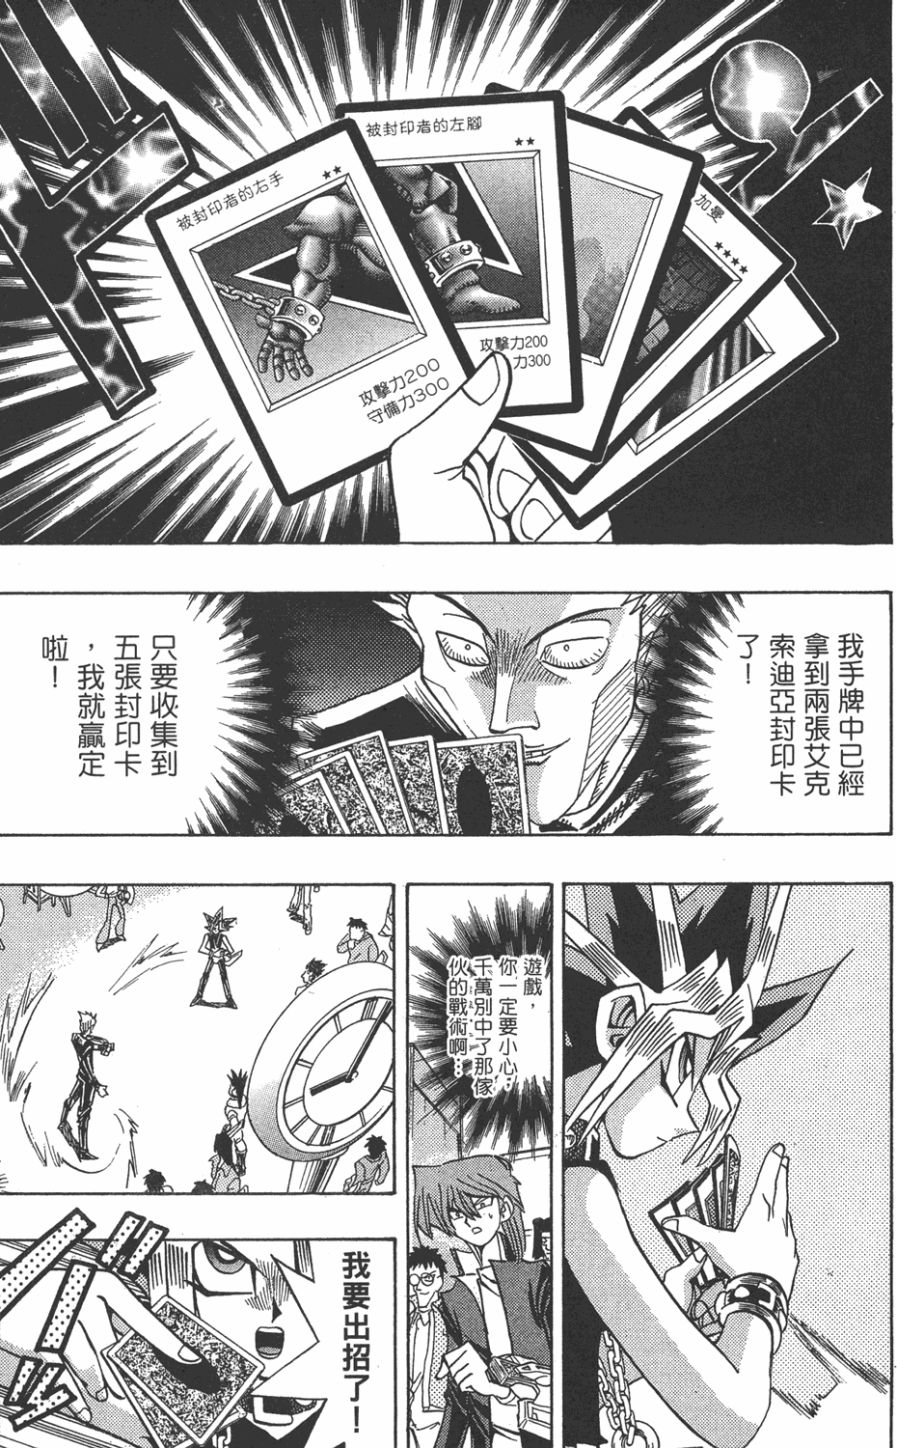 被封印者的右手
★★
攻擊力200
守備力300
被封印者的左腳
★★
攻擊力200
力300
加曼
★★★★
我手牌中已經
拿到兩張艾克
索迪亞封印卡
了！
只要收集到
五張封印卡
，我就贏定
啦！
遊戲，
你一定要小心，
千萬別中了那傢
伙的戰術啊…
我要出招了！